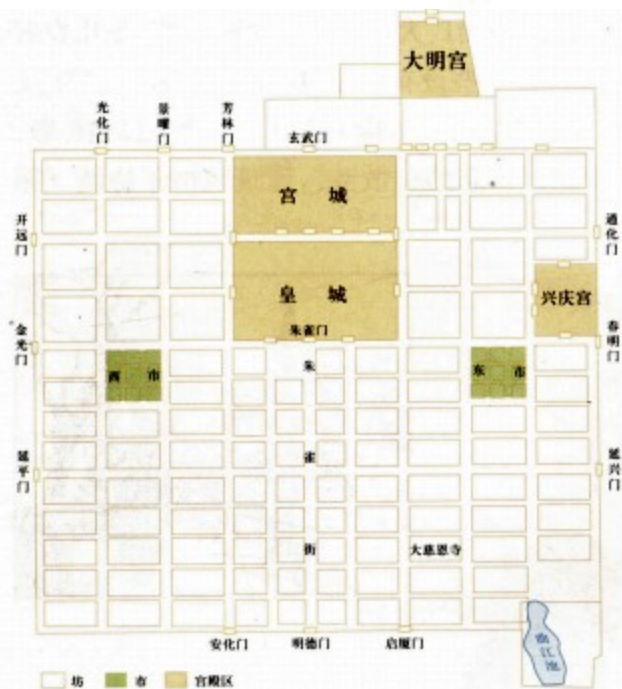 大明宫
光化门
景曜门
芳林门
玄武门
宫 城
开远门
通化门
皇 城
兴庆宫
朱雀门
金光门
春明门
西 市
朱
东 市
雀
延平门
延兴门
街
大慈恩寺
安化门
明德门
启厦门
曲江池
坊
市
宫殿区